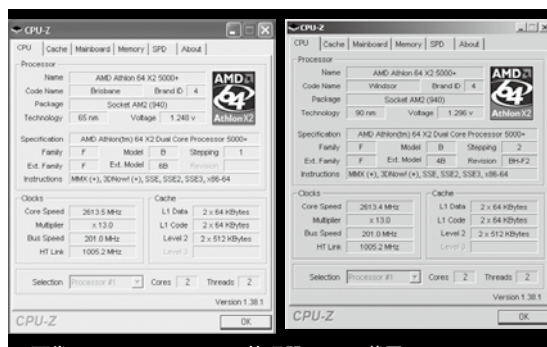 CPU-Z
CPU Cache Mainboard Memory SPD About
Processor
Name AMD Athlon 64 X2 5000+
Code Name Brisbane Brand ID 4
Package Socket AM2 (940)
Technology 65 nm Voltage 1.248 v
AMD
64
Athlon X2
Specification AMD Athlon(tm) 64 X2 Dual Core Processor 5000+
Family F Model B Stepping 1
Ext. Family F Ext. Model 6B Revision
Instructions MMX (+), 3DNow! (+), SSE, SSE2, SSE3, x86-64
Clocks
Core Speed 2613.5 MHz
Multiplier x 13.0
Bus Speed 201.0 MHz
HT Link 1005.2 MHz
Cache
L1 Data 2 x 64 KBytes
L1 Code 2 x 64 KBytes
Level 2 2 x 512 KBytes
Level 3
Selection Processor #1 Cores 2 Threads 2
Version 1.38.1
CPU-Z OK
CPU-Z
CPU Cache Mainboard Memory SPD About
Processor
Name AMD Athlon 64 X2 5000+
Code Name Windsor Brand ID 4
Package Socket AM2 (940)
Technology 90 nm Voltage 1.296 v
AMD
64
Athlon X2
Specification AMD Athlon(tm) 64 X2 Dual Core Processor 5000+
Family F Model B Stepping 2
Ext. Family F Ext. Model 4B Revision BH-F2
Instructions MMX (+), 3DNow! (+), SSE, SSE2, SSE3, x86-64
Clocks
Core Speed 2613.4 MHz
Multiplier x 13.0
Bus Speed 201.0 MHz
HT Link 1005.2 MHz
Cache
L1 Data 2 x 64 KBytes
L1 Code 2 x 64 KBytes
Level 2 2 x 512 KBytes
Level 3
Selection Processor #1 Cores 2 Threads 2
Version 1.38.1
CPU-Z OK